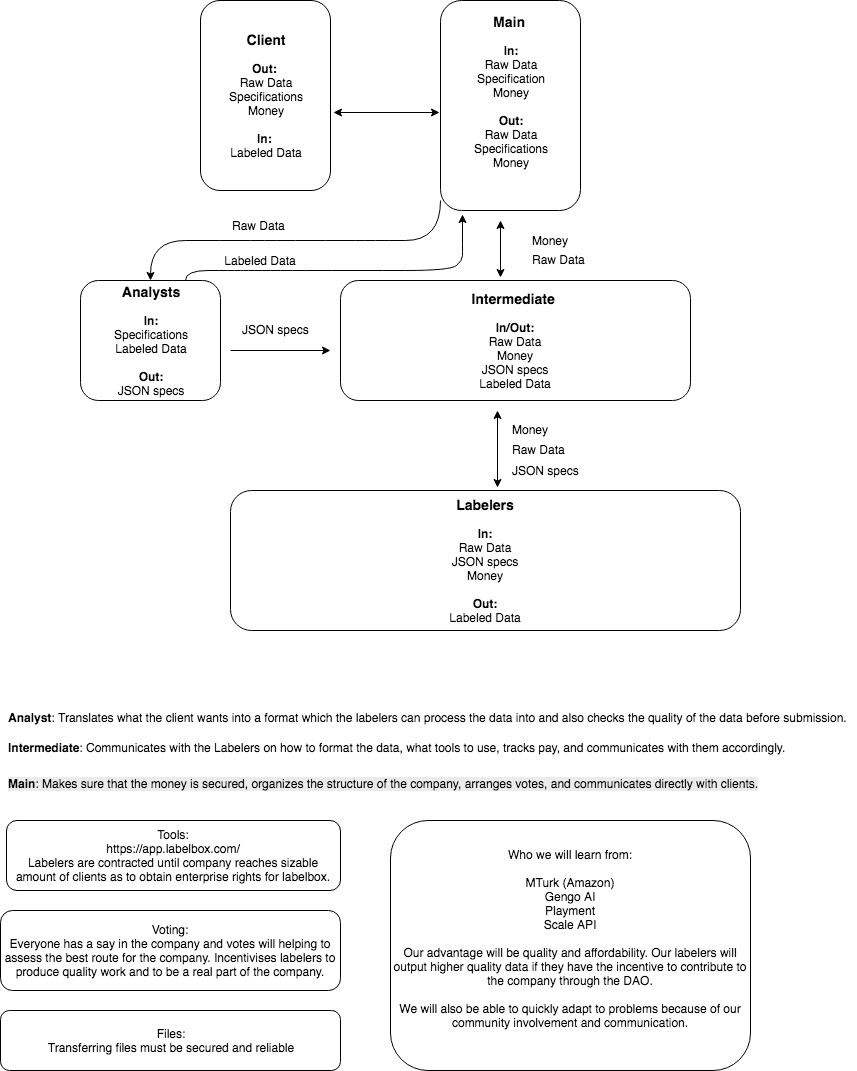 Client
Out:
Raw Data
Specifications
Money
In:
Labeled Data
Main
In:
Raw Data
Specification
Money
Out:
Raw Data
Specifications
Money
Raw Data
Labeled Data
Money
Raw Data
Analysts
In:
Specifications
Labeled Data
Out:
JSON specs
JSON specs
Intermediate
In/Out:
Raw Data
Money
JSON specs
Labeled Data
Money
Raw Data
JSON specs
Labelers
In:
Raw Data
JSON specs
Money
Out:
Labeled Data
Analyst: Translates what the client wants into a format which the labelers can process the data into and also checks the quality of the data before submission.
Intermediate: Communicates with the Labelers on how to format the data, what tools to use, tracks pay, and communicates with them accordingly.
Main: Makes sure that the money is secured, organizes the structure of the company, arranges votes, and communicates directly with clients.
Tools:
https://app.labelbox.com/
Labelers are contracted until company reaches sizable
amount of clients as to obtain enterprise rights for labelbox.
Voting:
Everyone has a say in the company and votes will helping to
assess the best route for the company. Incentivises labelers to
produce quality work and to be a real part of the company.
Files:
Transferring files must be secured and reliable
Who we will learn from:
MTurk (Amazon)
Gengo AI
Playment
Scale API
Our advantage will be quality and affordability. Our labelers will
output higher quality data if they have the incentive to contribute to
the company through the DAO.
We will also be able to quickly adapt to problems because of our
community involvement and communication.